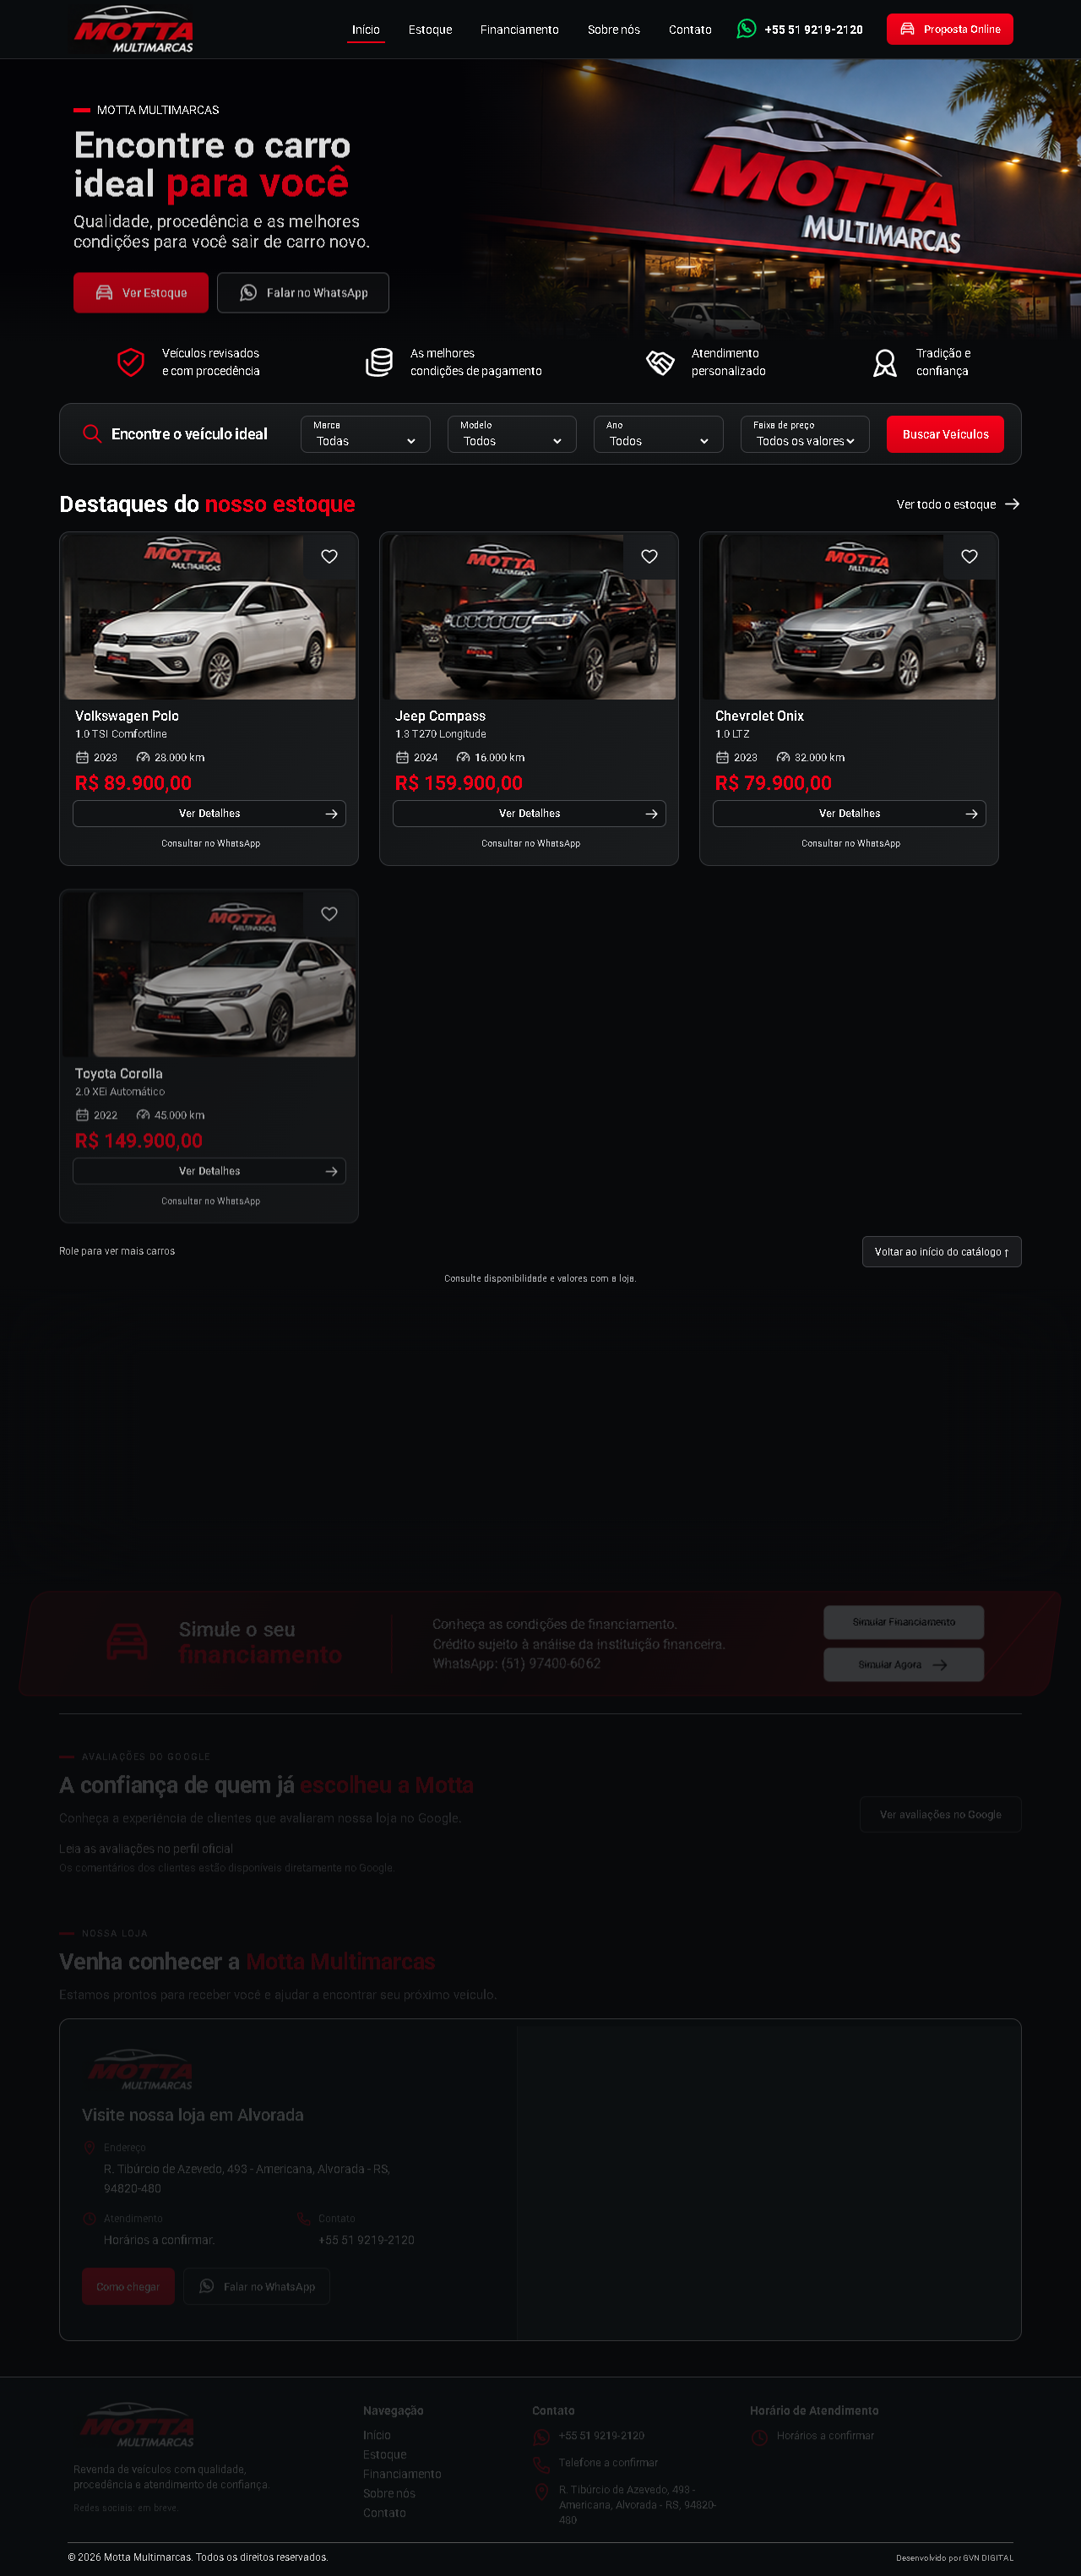 MOTTA
MULTIMARCAS
Início
Estoque
Financiamento
Sobre nós
Contato
+55 51 9219-2120
Proposta Online
MOTTA MULTIMARCAS
Encontre o carro
ideal para você
Qualidade, procedência e as melhores
condições para você sair de carro novo.
Ver Estoque
Falar no WhatsApp
MOTTA
MULTIMARCAS
Veículos revisados
e com procedência
As melhores
condições de pagamento
Atendimento
personalizado
Tradição e
confiança
Encontre o veículo ideal
Marca
Todas
Modelo
Todos
Ano
Todos
Faixa de preço
Todos os valores
Buscar Veículos
Destaques do nosso estoque
Ver todo o estoque →
MOTTA
MULTIMARCAS
Volkswagen Polo
1.0 TSI Comfortline
2023
28.000 km
R$ 89.900,00
Ver Detalhes →
Consultar no WhatsApp
MOTTA
MULTIMARCAS
Jeep Compass
1.3 T270 Longitude
2024
16.000 km
R$ 159.900,00
Ver Detalhes →
Consultar no WhatsApp
MOTTA
MULTIMARCAS
Chevrolet Onix
1.0 LTZ
2023
32.000 km
R$ 79.900,00
Ver Detalhes →
Consultar no WhatsApp
MOTTA
MULTIMARCAS
Toyota Corolla
2.0 XEi Automático
2022
45.000 km
R$ 149.900,00
Ver Detalhes →
Consultar no WhatsApp
Role para ver mais carros
Voltar ao início do catálogo ↑
Consulte disponibilidade e valores com a loja.
Simule o seu
financiamento
Conheça as condições de financiamento.
Crédito sujeito à análise da instituição financeira.
WhatsApp: (51) 97400-6062
Simular Financiamento
Simular Agora →
AVALIAÇÕES DO GOOGLE
A confiança de quem já escolheu a Motta
Conheça a experiência de clientes que avaliaram nossa loja no Google.
Ver avaliações no Google
Leia as avaliações no perfil oficial
Os comentários dos clientes estão disponíveis diretamente no Google.
NOSSA LOJA
Venha conhecer a Motta Multimarcas
Estamos prontos para receber você e ajudar a encontrar seu próximo veículo.
MOTTA
MULTIMARCAS
Visite nossa loja em Alvorada
Endereço
R. Tibúrcio de Azevedo, 493 - Americana, Alvorada - RS,
94820-480
Atendimento
Horários a confirmar.
Contato
+55 51 9219-2120
Como chegar
Falar no WhatsApp
MOTTA
MULTIMARCAS
Revenda de veículos com qualidade,
procedência e atendimento de confiança.
Redes sociais: em breve.
Navegação
Início
Estoque
Financiamento
Sobre nós
Contato
Contato
+55 51 9219-2120
Telefone a confirmar
R. Tibúrcio de Azevedo, 493 -
Americana, Alvorada - RS, 94820-
480
Horário de Atendimento
Horários a confirmar
© 2026 Motta Multimarcas. Todos os direitos reservados.
Desenvolvido por GVN DIGITAL